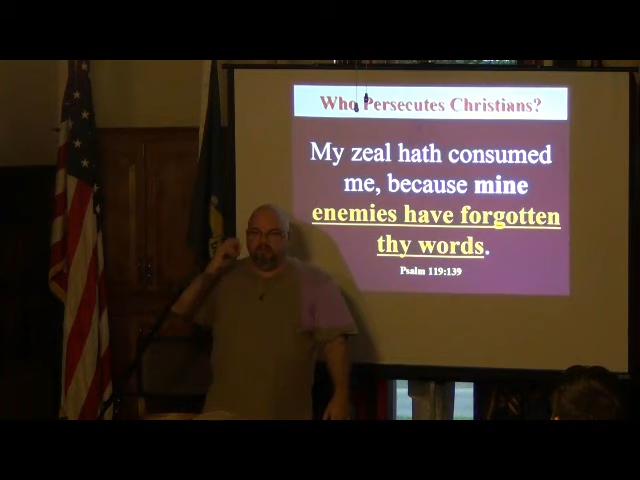 Who Persecutes Christians?
My zeal hath consumed
me, because mine
enemies have forgotten
thy words.
Psalm 119:139